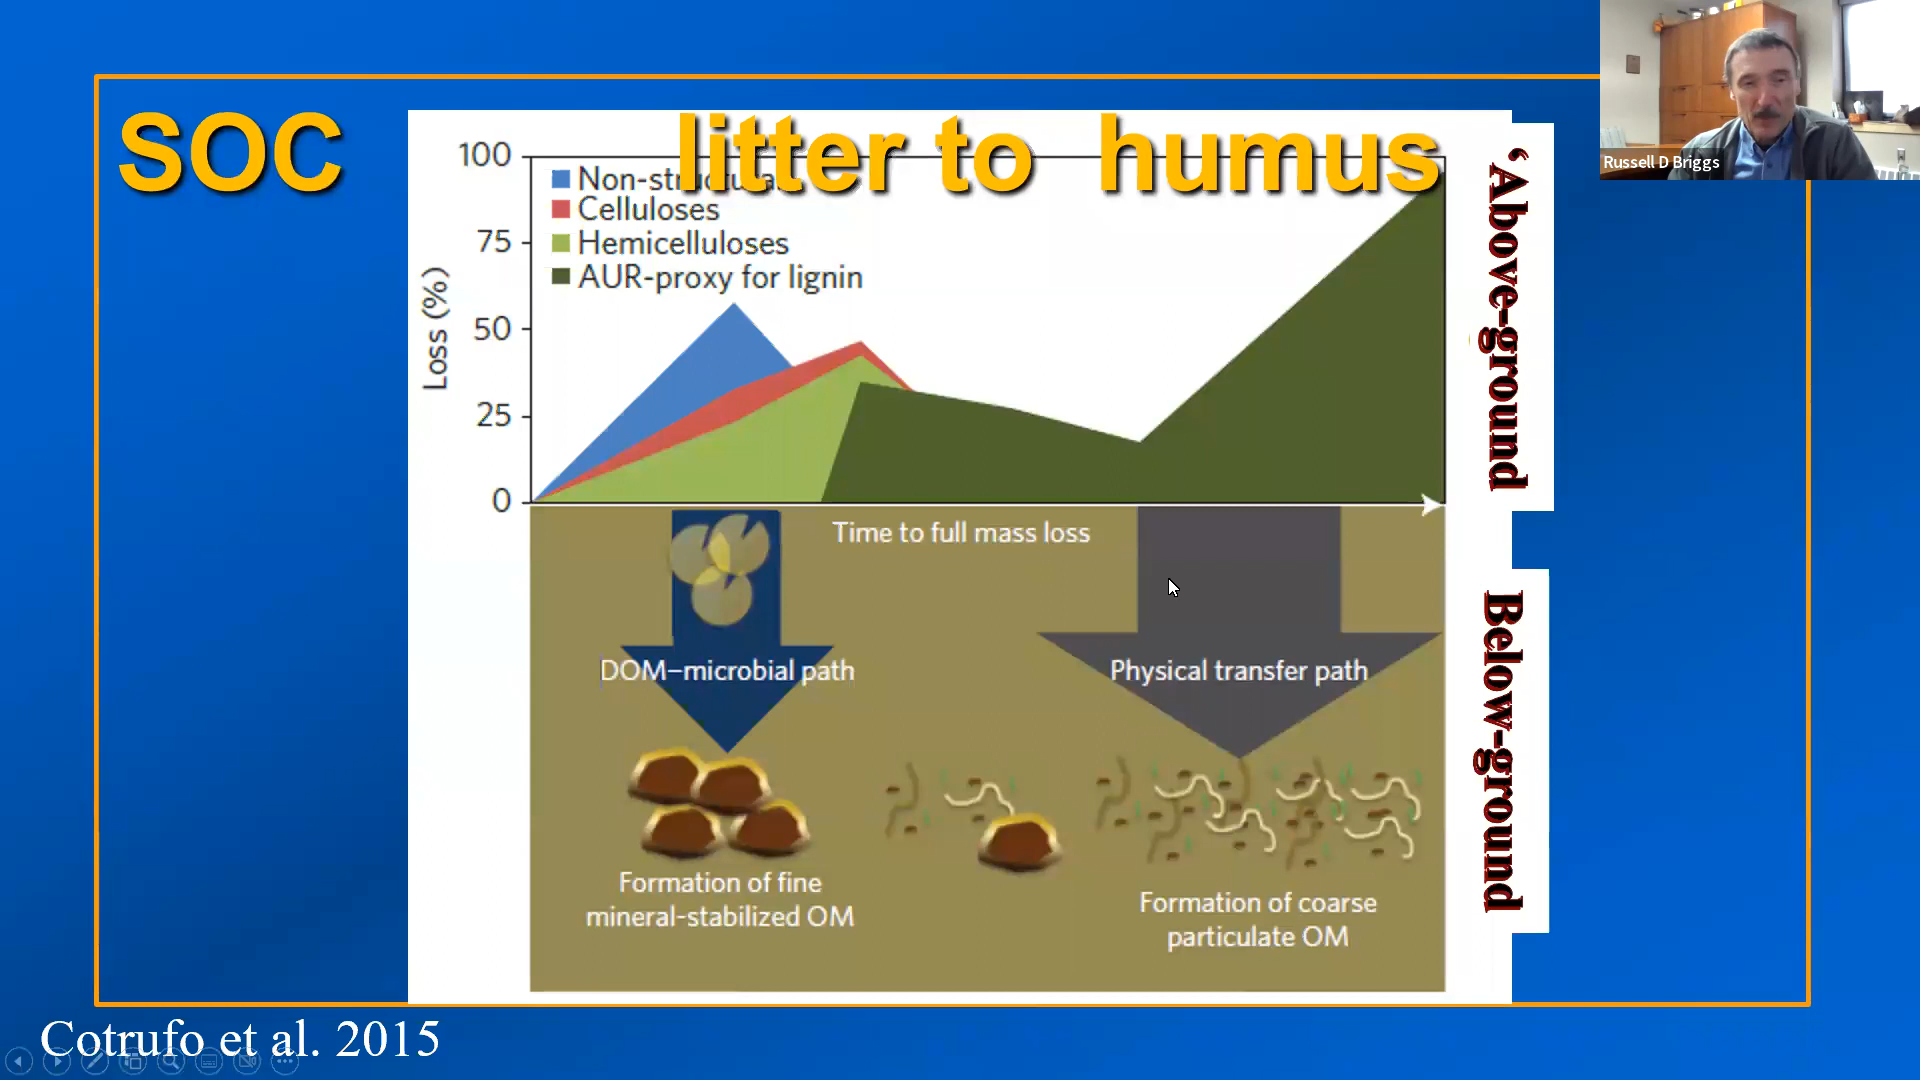 SOC litter to humus
Russell D Briggs
100
75
50
25
0
Loss (%)
Celluloses
Hemicelluloses
AUR-proxy for lignin
'Above-ground
Time to full mass loss
DOM–microbial path
Physical transfer path
Below-ground
Formation of fine
mineral-stabilized OM
Formation of coarse
particulate OM
Cotrufo et al. 2015